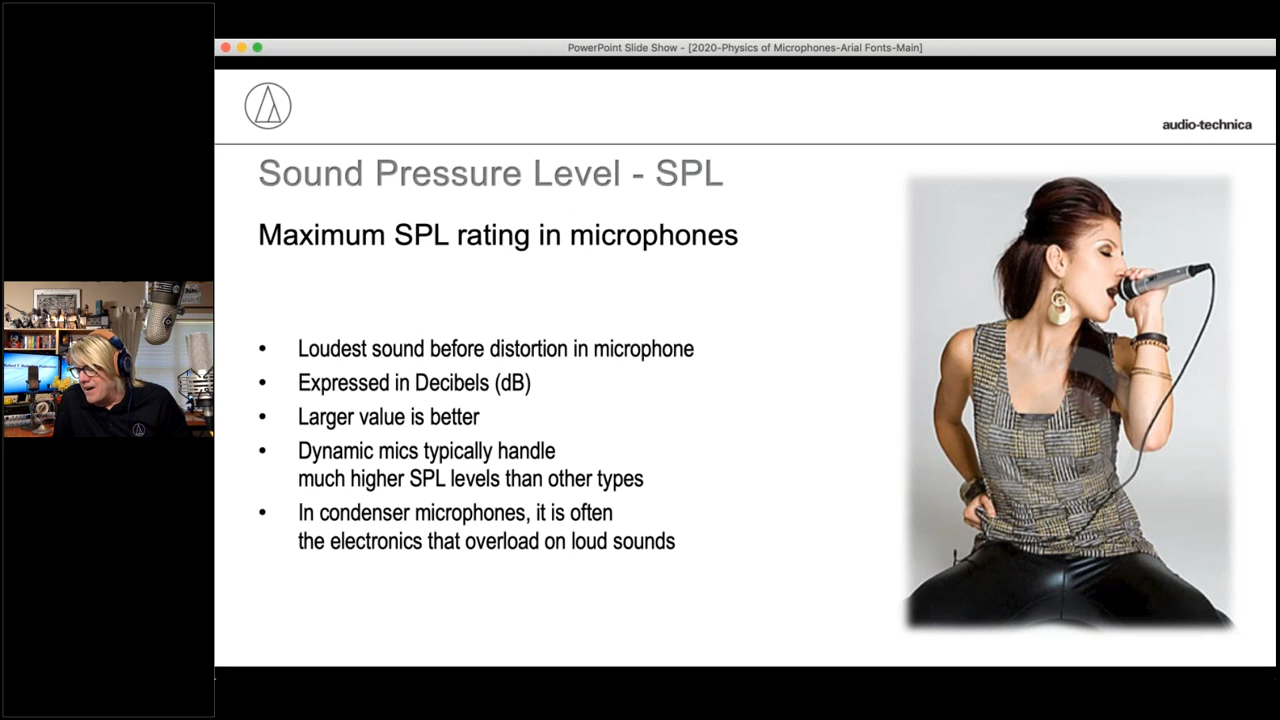 PowerPoint Slide Show - [2020-Physics of Microphones-Arial Fonts-Main]
audio-technica
Sound Pressure Level - SPL
Maximum SPL rating in microphones
• Loudest sound before distortion in microphone
• Expressed in Decibels (dB)
• Larger value is better
• Dynamic mics typically handle
much higher SPL levels than other types
• In condenser microphones, it is often
the electronics that overload on loud sounds